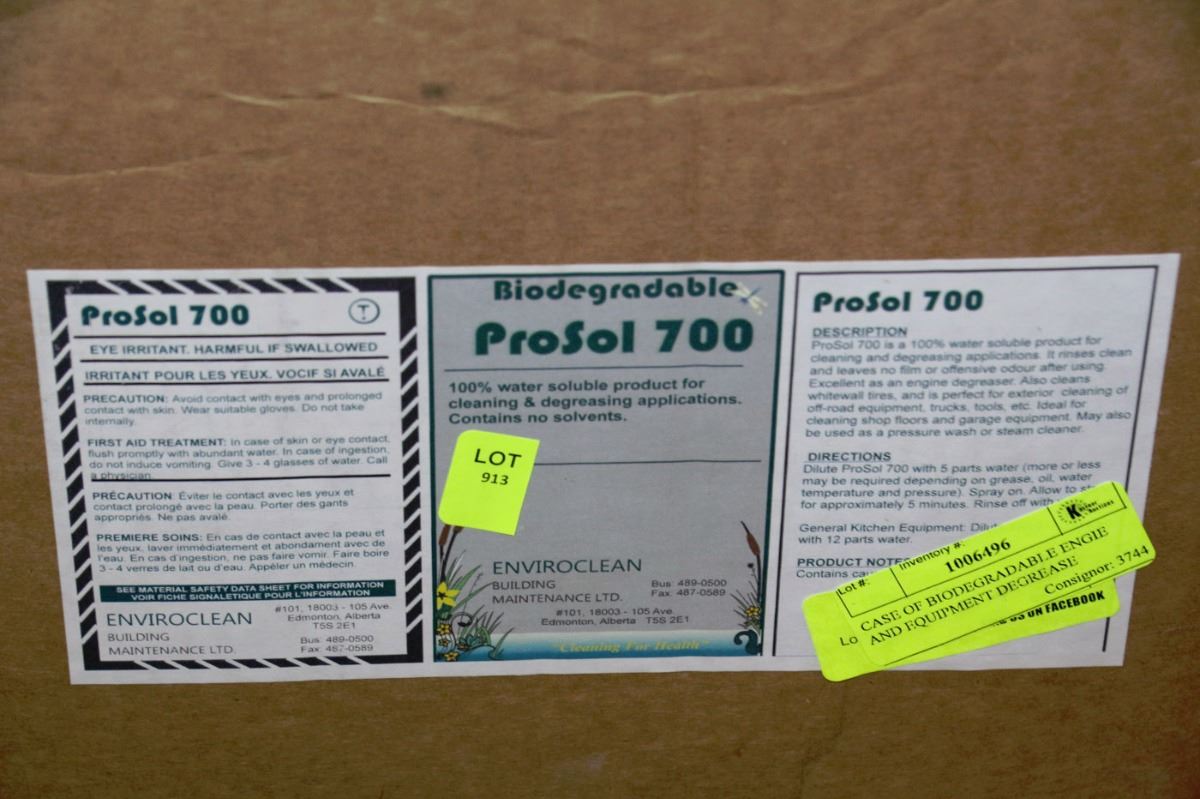 ProSol 700
T
EYE IRRITANT. HARMFUL IF SWALLOWED
IRRITANT POUR LES YEUX. VOCIF SI AVALÉ
PRECAUTION: Avoid contact with eyes and prolonged
contact with skin. Wear suitable gloves. Do not take
internally.
FIRST AID TREATMENT: In case of skin or eye contact,
flush promptly with abundant water. In case of ingestion,
do not induce vomiting. Give 3 - 4 glasses of water. Call
a physician.
PRÉCAUTION: Éviter le contact avec les yeux et
contact prolongé avec la peau. Porter des gants
appropriés. Ne pas avalé.
PREMIERE SOINS: En cas de contact avec la peau et
les yeux, laver immédiatement et abondament avec de
l'eau. En cas d'ingestion, ne pas faire vomir. Faire boire
3 - 4 verres de lait ou d'eau. Appéler un médecin.
SEE MATERIAL SAFETY DATA SHEET FOR INFORMATION
VOIR FICHE SIGNALETIQUE POUR L'INFORMATION
ENVIROCLEAN
BUILDING
MAINTENANCE LTD.
#101, 18003 - 105 Ave.
Edmonton, Alberta
T5S 2E1
Bus: 489-0500
Fax: 487-0589
Biodegradable
ProSol 700
100% water soluble product for
cleaning & degreasing applications.
Contains no solvents.
LOT
913
ENVIROCLEAN
BUILDING
MAINTENANCE LTD.
Bus: 489-0500
Fax: 487-0589
#101, 18003 - 105 Ave.
Edmonton, Alberta T5S 2E1
"Cleaning For Health"
ProSol 700
DESCRIPTION
ProSol 700 is a 100% water soluble product for
cleaning and degreasing applications. It rinses clean
and leaves no film or offensive odour after using.
Excellent as an engine degreaser. Also cleans
whitewall tires, and is perfect for exterior cleaning of
off-road equipment, trucks, tools, etc. Ideal for
cleaning shop floors and garage equipment. May also
be used as a pressure wash or steam cleaner.
DIRECTIONS
Dilute ProSol 700 with 5 parts water (more or less
may be required depending on grease, oil, water
temperature and pressure). Spray on. Allow to
for approximately 5 minutes. Rinse off with
General Kitchen Equipment:
with 12 parts water.
PRODUCT
Contains
Lot #:
Inventory #:
1006496
CASE OF BIODEGRADABLE ENGIE
AND EQUIPMENT DEGREASE
Consignor: 3744
Lo
US ON FACEBOOK